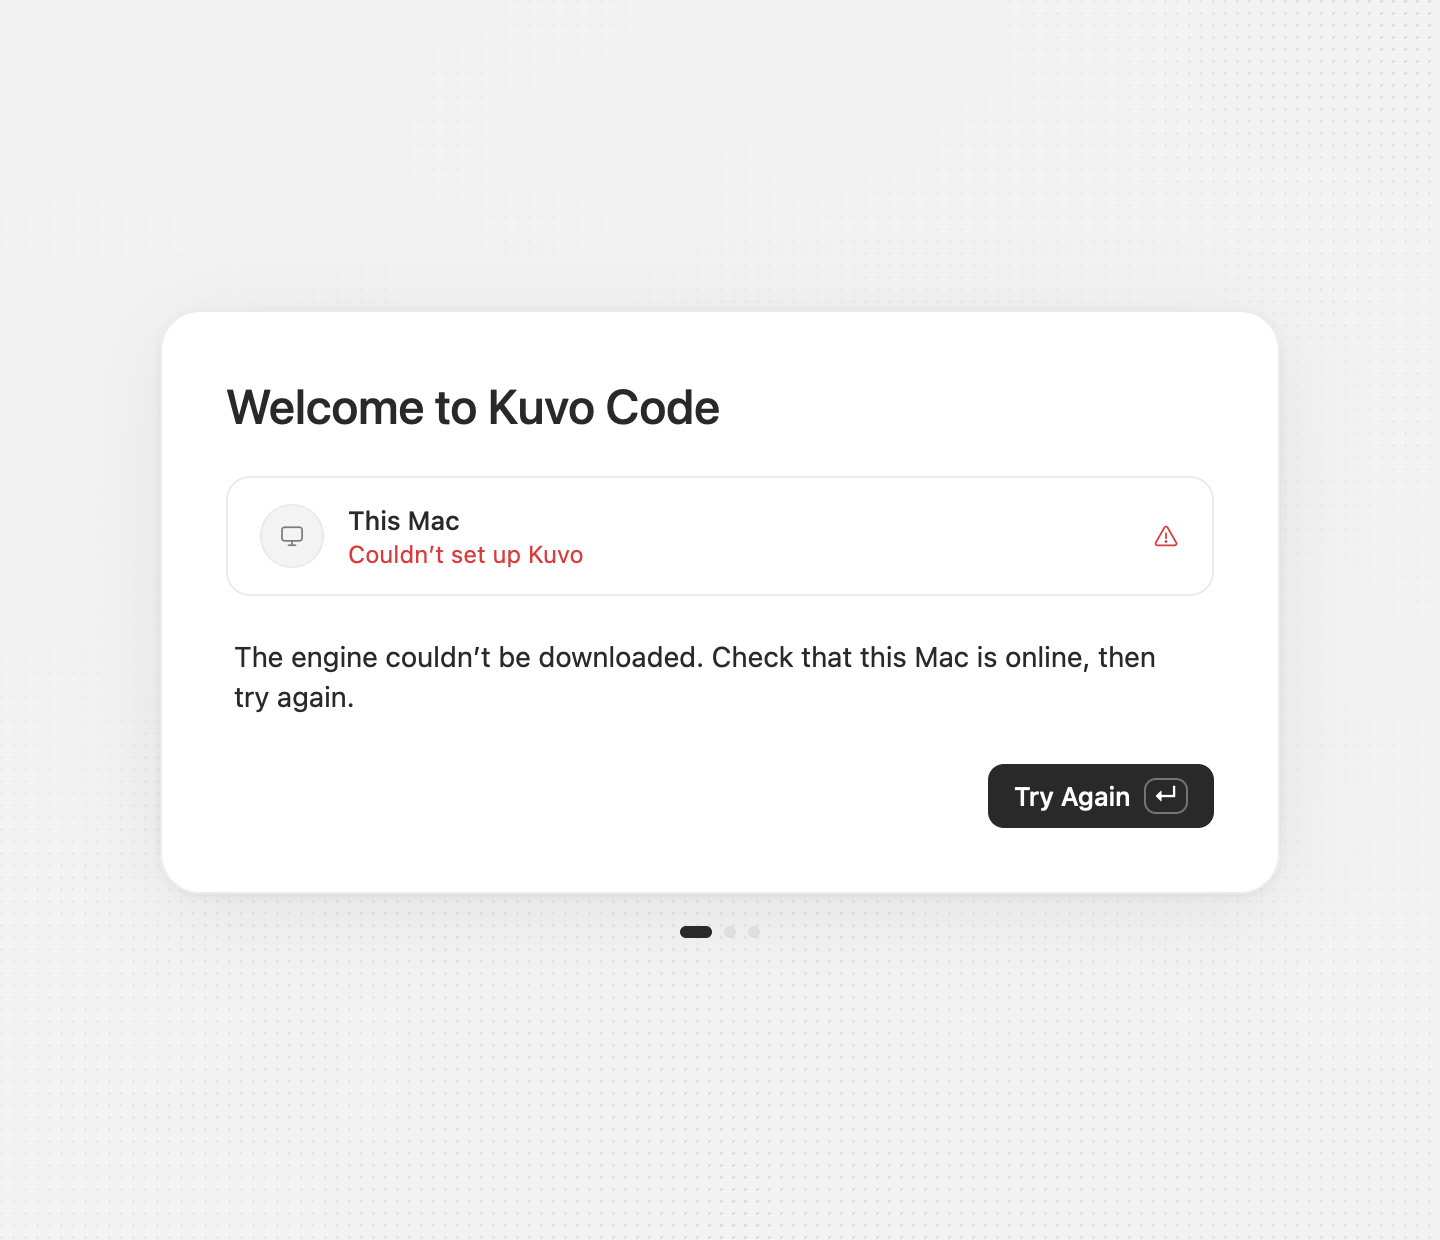 Welcome to Kuvo Code
This Mac
Couldn’t set up Kuvo
The engine couldn’t be downloaded. Check that this Mac is online, then
try again.
Try Again